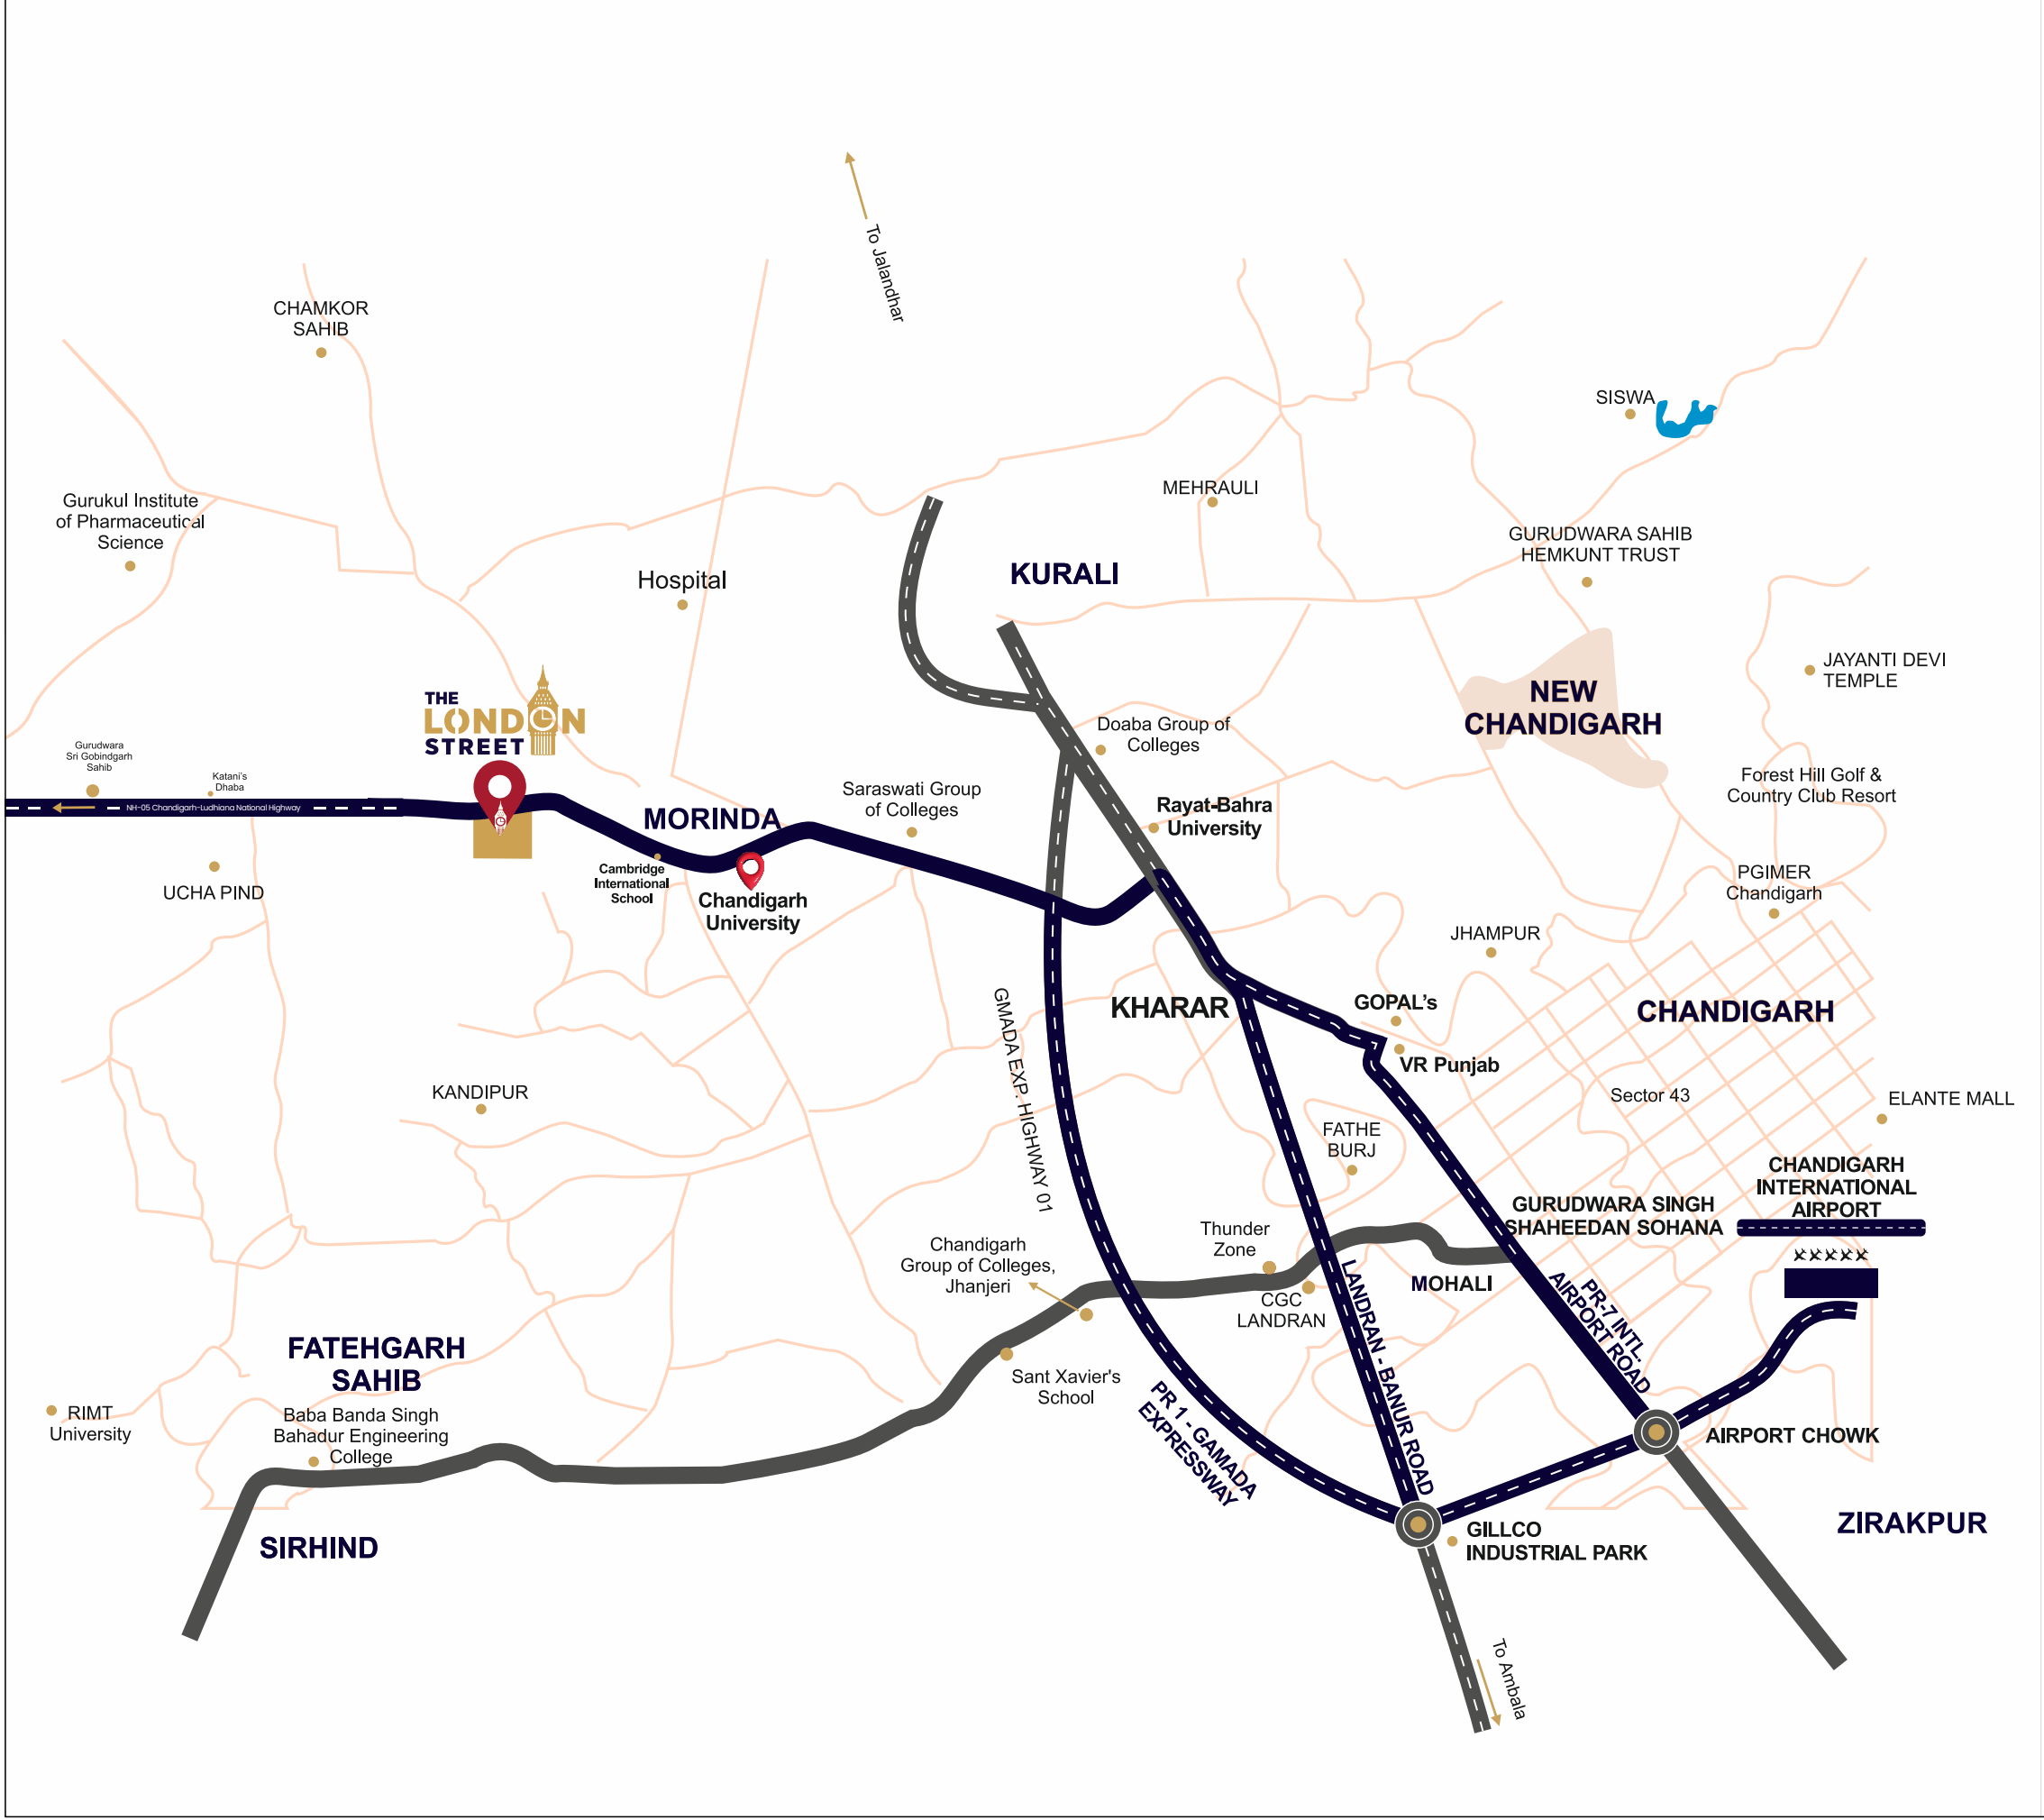 To Jalandhar
CHAMKOR
SAHIB
SISWA
MEHRAULI
Gurukul Institute
of Pharmaceutical
Science
GURUDWARA SAHIB
HEMKUNT TRUST
Hospital
KURALI
JAYANTI DEVI
TEMPLE
NEW
CHANDIGARH
THE
LONDON
STREET
Doaba Group of
Colleges
Gurudwara
Sri Gobindgarh
Sahib
Katani's
Dhaba
NH-05 Chandigarh-Ludhiana National Highway
MORINDA
Saraswati Group
of Colleges
Rayat-Bahra
University
Forest Hill Golf &
Country Club Resort
UCHA PIND
Cambridge
International
School
Chandigarh
University
PGIMER
Chandigarh
JHAMPUR
KHARAR
GOPAL's
CHANDIGARH
VR Punjab
GMADA EXP. HIGHWAY 01
KANDIPUR
Sector 43
ELANTE MALL
FATHE
BURJ
CHANDIGARH
INTERNATIONAL
AIRPORT
GURUDWARA SINGH
SHAHEEDAN SOHANA
Thunder
Zone
Chandigarh
Group of Colleges,
Jhanjeri
MOHALI
CGC
LANDRAN
LANDRAN - BANUR ROAD
PR-7 INTL.
AIRPORT ROAD
FATEHGARH
SAHIB
Sant Xavier's
School
PR 1 - GAMADA
EXPRESSWAY
RIMT
University
Baba Banda Singh
Bahadur Engineering
College
AIRPORT CHOWK
SIRHIND
GILLCO
INDUSTRIAL PARK
ZIRAKPUR
To Ambala